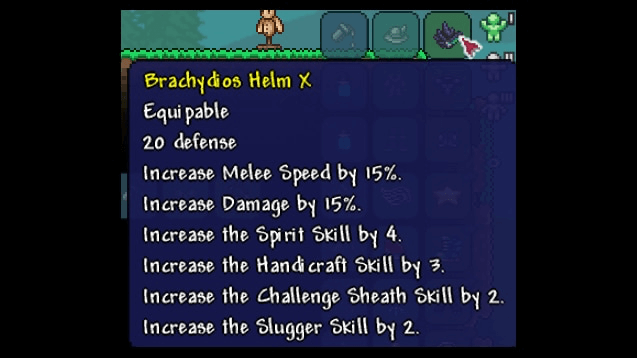 Brachydios Helm X
Equipable
20 defense
Increase Melee Speed by 15%.
Increase Damage by 15%.
Increase the Spirit Skill by 4.
Increase the Handicraft Skill by 3.
Increase the Challenge Sheath Skill by 2.
Increase the Slugger Skill by 2.